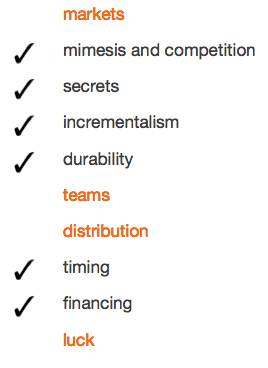 markets
✓ mimesis and competition
✓ secrets
✓ incrementalism
✓ durability
teams
distribution
✓ timing
✓ financing
luck